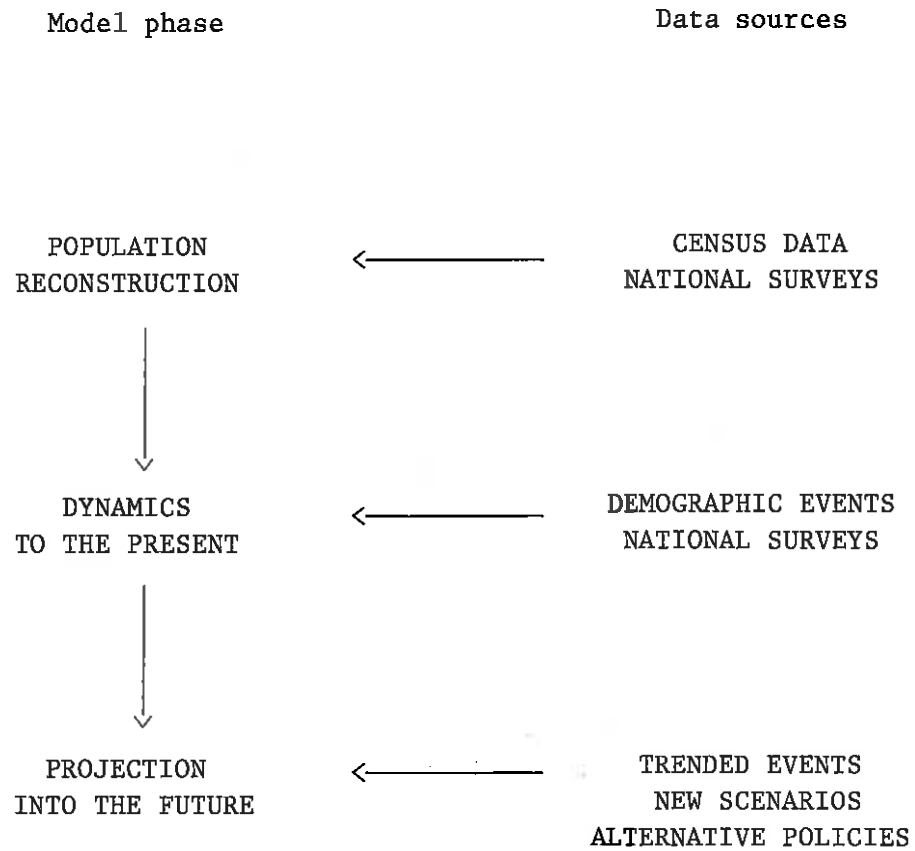 Model phase
Data sources
POPULATION
RECONSTRUCTION
CENSUS DATA
NATIONAL SURVEYS
DYNAMICS
TO THE PRESENT
DEMOGRAPHIC EVENTS
NATIONAL SURVEYS
PROJECTION
INTO THE FUTURE
TRENDED EVENTS
NEW SCENARIOS
ALTERNATIVE POLICIES